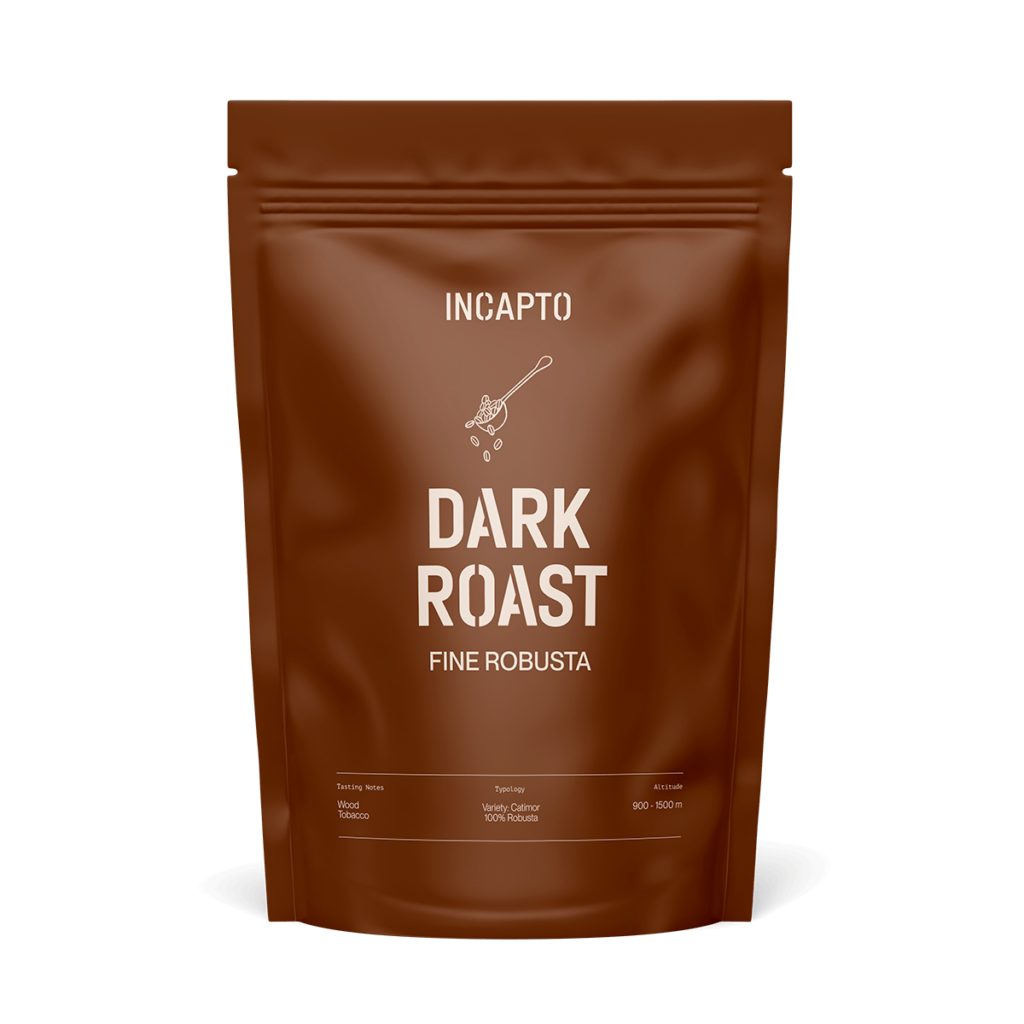 INCAPTO
DARK
ROAST
FINE ROBUSTA
Tasting Notes
Wood
Tobacco
Typology
Variety: Catimor
100% Robusta
Altitude
900 - 1500 m